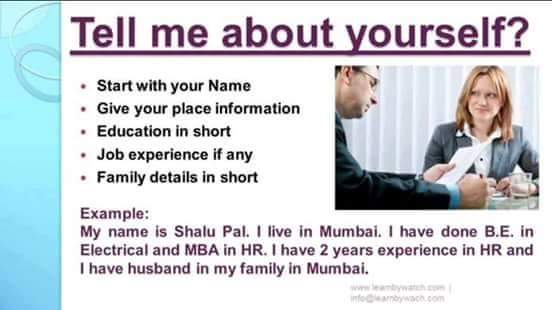 Tell me about yourself?
• Start with your Name
• Give your place information
• Education in short
• Job experience if any
• Family details in short
Example:
My name is Shalu Pal. I live in Mumbai. I have done B.E. in
Electrical and MBA in HR. I have 2 years experience in HR and
I have husband in my family in Mumbai.
www.learnbywatch.com |
info@learnbywach.com